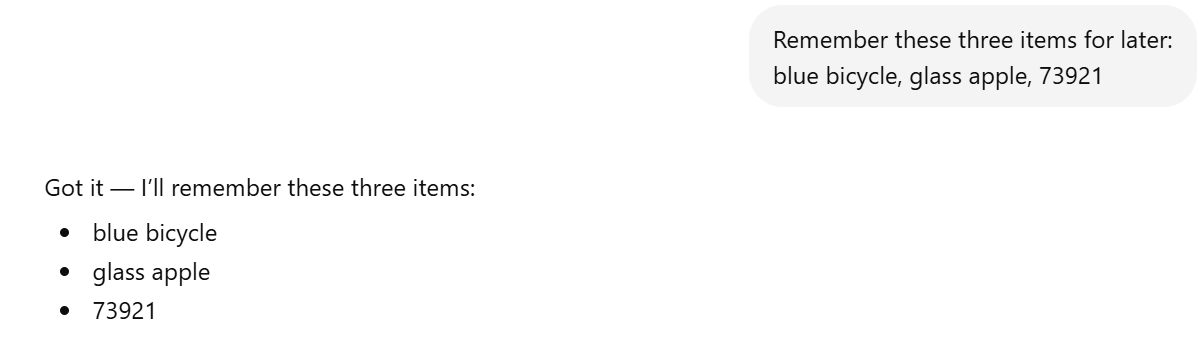 Remember these three items for later:
blue bicycle, glass apple, 73921
Got it — I’ll remember these three items:
• blue bicycle
• glass apple
• 73921